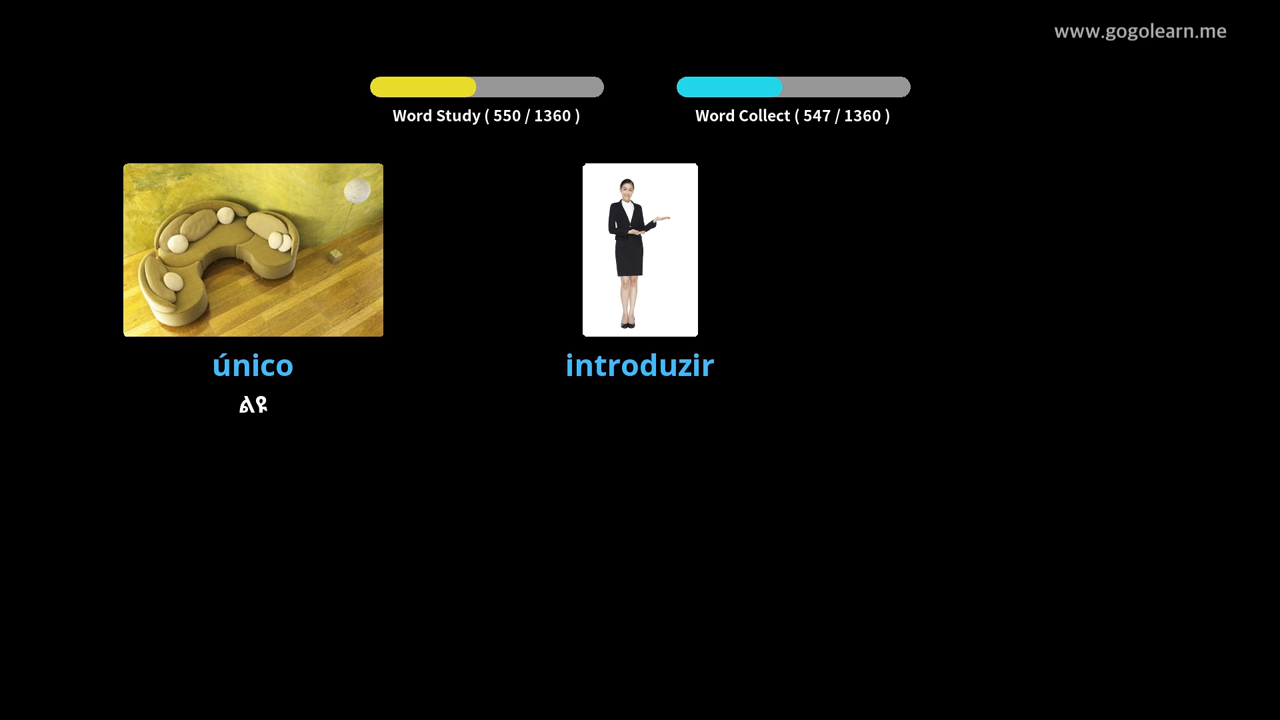 www.gogolearn.me
Word Study ( 550 / 1360 )
Word Collect ( 547 / 1360 )
único
introduzir
ልዩ